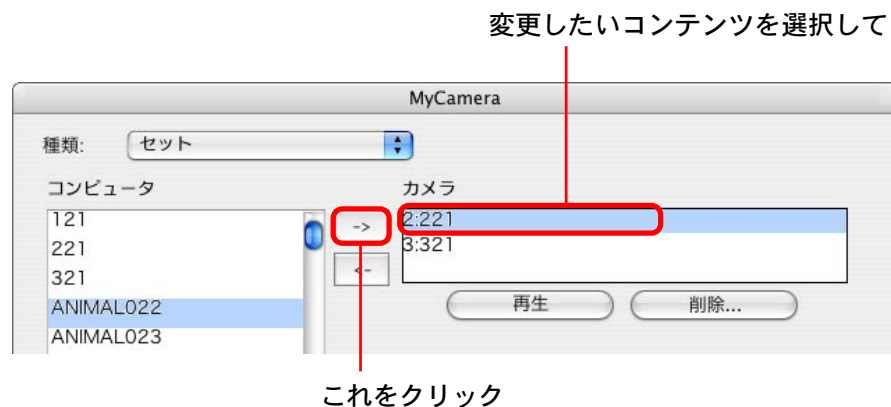 変更したいコンテンツを選択して
MyCamera
種類: セット
コンピュータ
カメラ
121
221
321
ANIMAL022
ANIMAL023
->
<-
2:221
3:321
再生
削除...
これをクリック